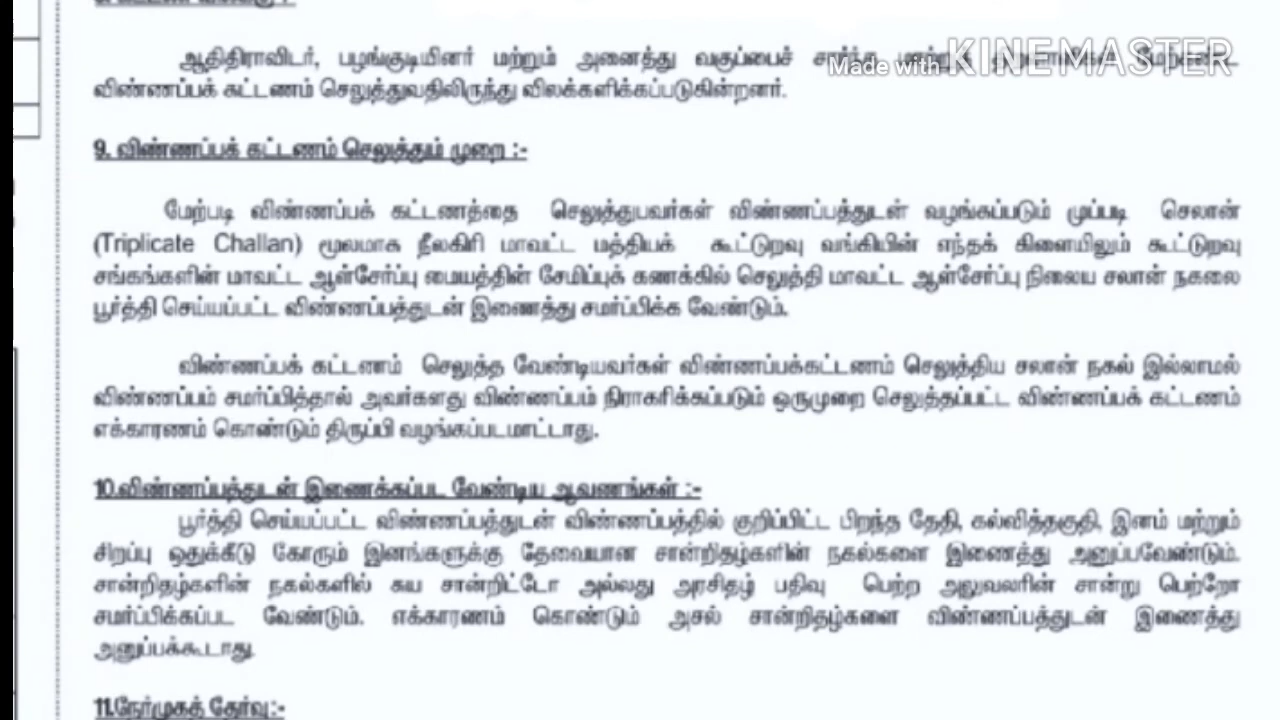 ஆதிதிராவிடர், பழங்குடியினர் மற்றும் அனைத்து வகுப்பைச் சார்ந்த
Made with KINEMASTER
விண்ணப்பக் கட்டணம் செலுத்துவதிலிருந்து விலக்களிக்கப்படுகின்றனர்.
9. விண்ணப்பக் கட்டணம் செலுத்தும் முறை :-
மேற்படி விண்ணப்பக் கட்டணத்தை செலுத்துபவர்கள் விண்ணப்பத்துடன் வழங்கப்படும் முப்படி செலான்
(Triplicate Challan) மூலமாக நீலகிரி மாவட்ட மத்தியக் கூட்டுறவு வங்கியின் எந்தக் கிளையிலும் கூட்டுறவு
சங்கங்களின் மாவட்ட ஆள்சேர்ப்பு மையத்தின் சேமிப்புக் கணக்கில் செலுத்தி மாவட்ட ஆள்சேர்ப்பு நிலைய சலான் நகலை
பூர்த்தி செய்யப்பட்ட விண்ணப்பத்துடன் இணைத்து சமர்ப்பிக்க வேண்டும்.
விண்ணப்பக் கட்டணம் செலுத்த வேண்டியவர்கள் விண்ணப்பக்கட்டணம் செலுத்திய சலான் நகல் இல்லாமல்
விண்ணப்பம் சமர்ப்பித்தால் அவர்களது விண்ணப்பம் நிராகரிக்கப்படும் ஒருமுறை செலுத்தப்பட்ட விண்ணப்பக் கட்டணம்
எக்காரணம் கொண்டும் திருப்பி வழங்கப்படமாட்டாது.
10.விண்ணப்பத்துடன் இணைக்கப்பட வேண்டிய ஆவணங்கள் :-
பூர்த்தி செய்யப்பட்ட விண்ணப்பத்துடன் விண்ணப்பத்தில் குறிப்பிட்ட பிறந்த தேதி, கல்வித்தகுதி, இனம் மற்றும்
சிறப்பு ஒதுக்கீடு கோரும் இனங்களுக்கு தேவையான சான்றிதழ்களின் நகல்களை இணைத்து அனுப்பவேண்டும்.
சான்றிதழ்களின் நகல்களில் சுய சான்றிட்டோ அல்லது அரசிதழ் பதிவு பெற்ற அலுவலரின் சான்று பெற்றோ
சமர்ப்பிக்கப்பட வேண்டும். எக்காரணம் கொண்டும் அசல் சான்றிதழ்களை விண்ணப்பத்துடன் இணைத்து
அனுப்பக்கூடாது.
11.நேர்முகத் தேர்வு:-